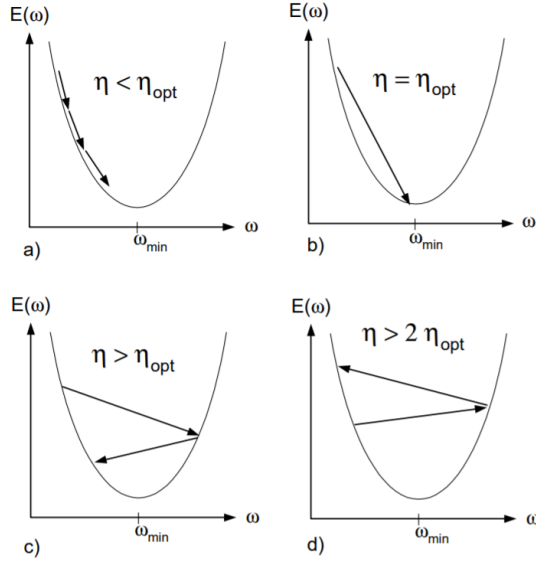 E(ω)
η < η_opt
ω
ω_min
a)
E(ω)
η = η_opt
ω
ω_min
b)
E(ω)
η > η_opt
ω
ω_min
c)
E(ω)
η > 2 η_opt
ω
ω_min
d)